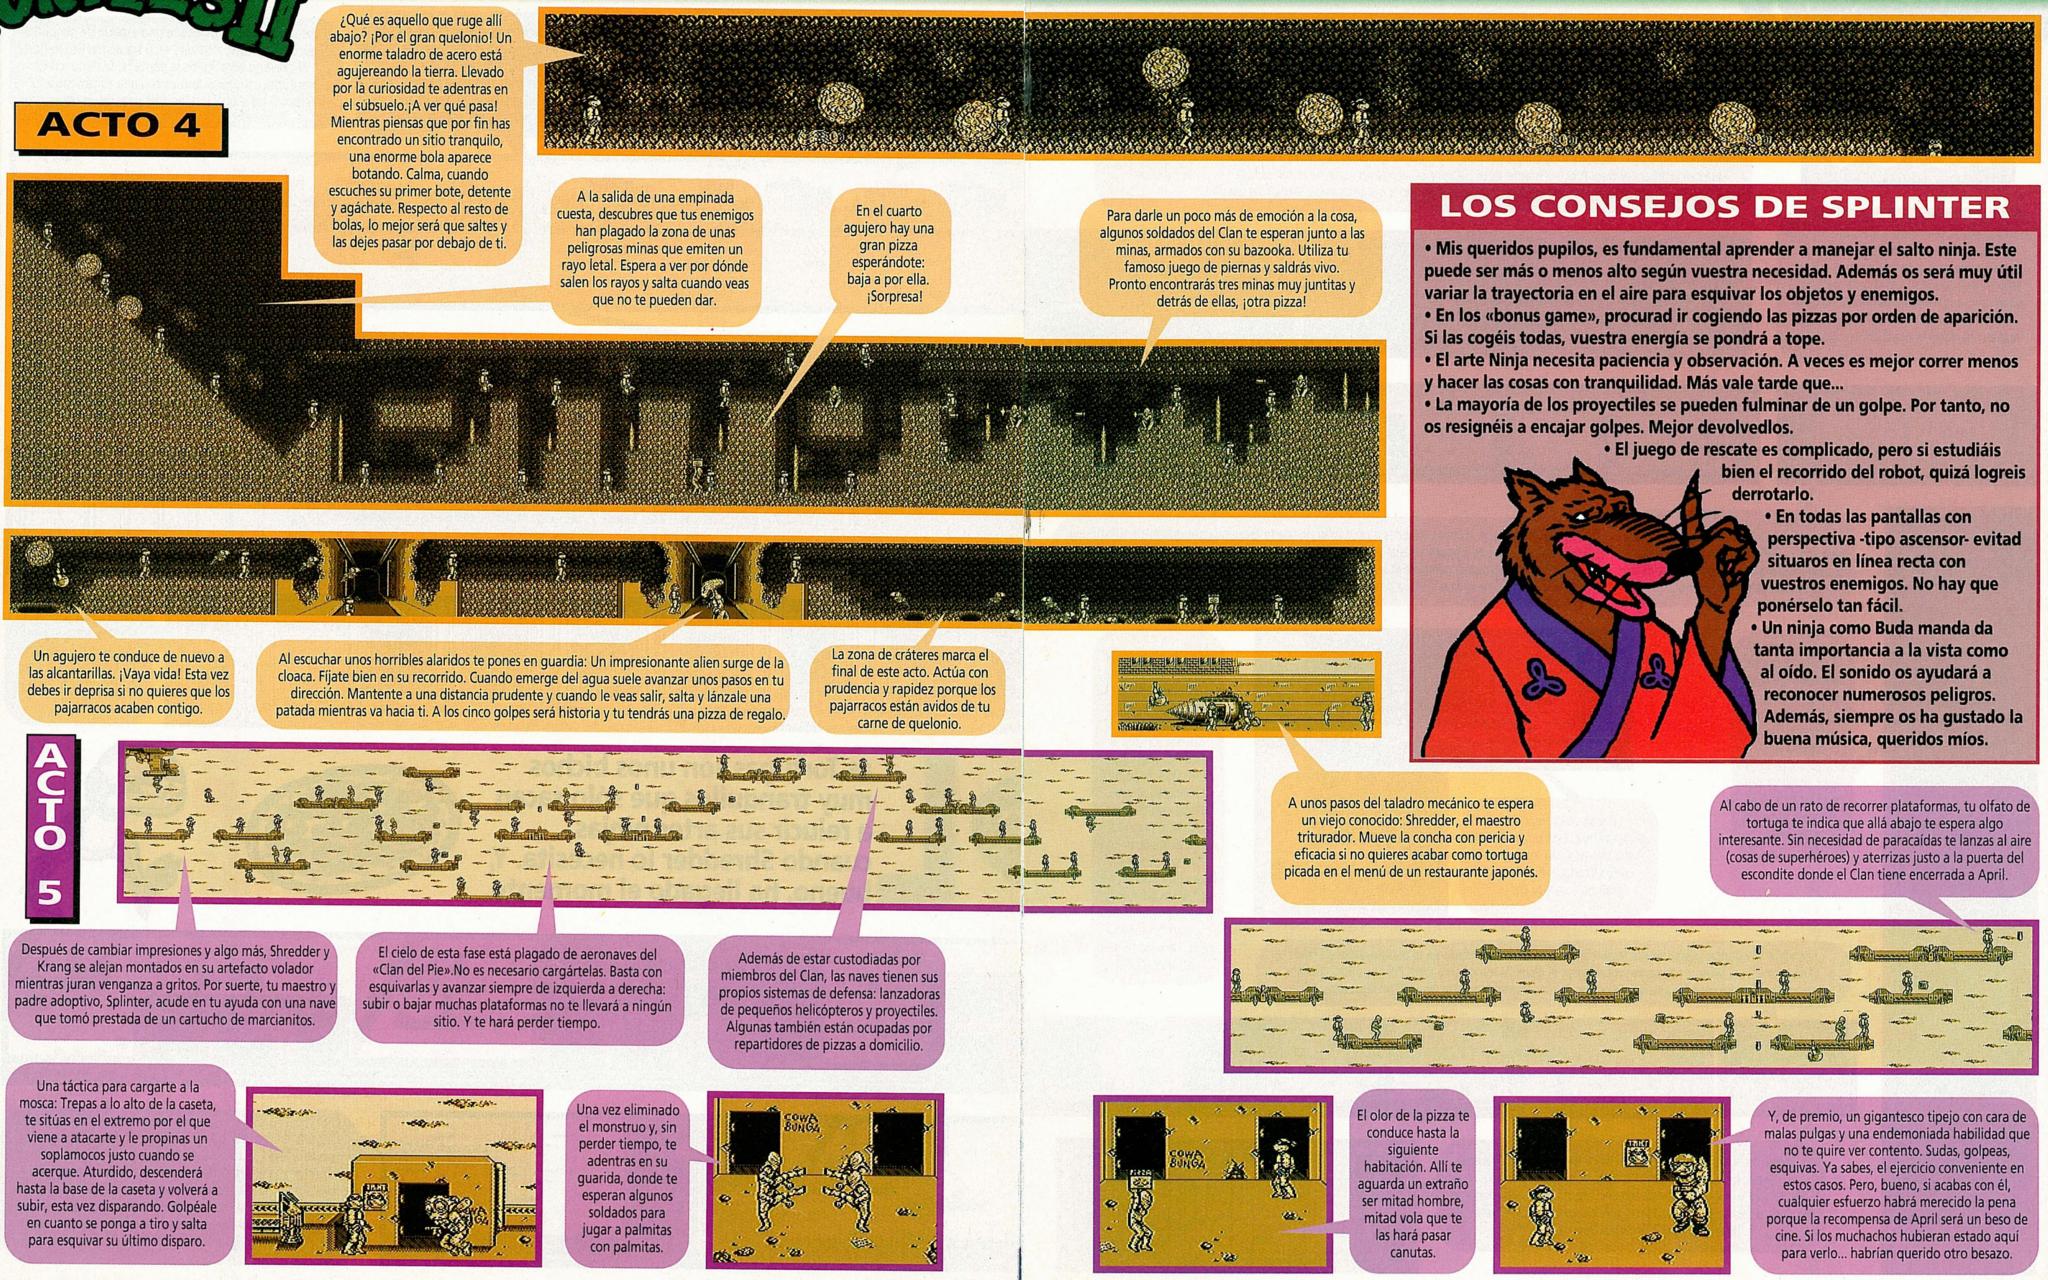 ACTO 4
¿Qué es aquello que ruge allí
abajo? ¡Por el gran quelonio! Un
enorme taladro de acero está
agujereando la tierra. Llevado
por la curiosidad te adentras en
el subsuelo.¡A ver qué pasa!
Mientras piensas que por fin has
encontrado un sitio tranquilo,
una enorme bola aparece
botando. Calma, cuando
escuches su primer bote, detente
y agáchate. Respecto al resto de
bolas, lo mejor será que saltes y
las dejes pasar por debajo de ti.
A la salida de una empinada
cuesta, descubres que tus enemigos
han plagado la zona de unas
peligrosas minas que emiten un
rayo letal. Espera a ver por dónde
salen los rayos y salta cuando veas
que no te pueden dar.
En el cuarto
agujero hay una
gran pizza
esperándote:
baja a por ella.
¡Sorpresa!
Para darle un poco más de emoción a la cosa,
algunos soldados del Clan te esperan junto a las
minas, armados con su bazooka. Utiliza tu
famoso juego de piernas y saldrás vivo.
Pronto encontrarás tres minas muy juntitas y
detrás de ellas, ¡otra pizza!
LOS CONSEJOS DE SPLINTER
• Mis queridos pupilos, es fundamental aprender a manejar el salto ninja. Este
puede ser más o menos alto según vuestra necesidad. Además os será muy útil
variar la trayectoria en el aire para esquivar los objetos y enemigos.
• En los «bonus game», procurad ir cogiendo las pizzas por orden de aparición.
Si las cogéis todas, vuestra energía se pondrá a tope.
• El arte Ninja necesita paciencia y observación. A veces es mejor correr menos
y hacer las cosas con tranquilidad. Más vale tarde que...
• La mayoría de los proyectiles se pueden fulminar de un golpe. Por tanto, no
os resignéis a encajar golpes. Mejor devolvedlos.
• El juego de rescate es complicado, pero si estudiáis
bien el recorrido del robot, quizá logreis
derrotarlo.
• En todas las pantallas con
perspectiva -tipo ascensor- evitad
situaros en línea recta con
vuestros enemigos. No hay que
ponérselo tan fácil.
• Un ninja como Buda manda da
tanta importancia a la vista como
al oído. El sonido os ayudará a
reconocer numerosos peligros.
Además, siempre os ha gustado la
buena música, queridos míos.
Un agujero te conduce de nuevo a
las alcantarillas. ¡Vaya vida! Esta vez
debes ir deprisa si no quieres que los
pajarracos acaben contigo.
Al escuchar unos horribles alaridos te pones en guardia: Un impresionante alien surge de la
cloaca. Fíjate bien en su recorrido. Cuando emerge del agua suele avanzar unos pasos en tu
dirección. Mantente a una distancia prudente y cuando le veas salir, salta y lánzale una
patada mientras va hacia ti. A los cinco golpes será historia y tu tendrás una pizza de regalo.
La zona de cráteres marca el
final de este acto. Actúa con
prudencia y rapidez porque los
pajarracos están avidos de tu
carne de quelonio.
A unos pasos del taladro mecánico te espera
un viejo conocido: Shredder, el maestro
triturador. Mueve la concha con pericia y
eficacia si no quieres acabar como tortuga
picada en el menú de un restaurante japonés.
ACTO 5
Al cabo de un rato de recorrer plataformas, tu olfato de
tortuga te indica que allá abajo te espera algo
interesante. Sin necesidad de paracaídas te lanzas al aire
(cosas de superhéroes) y aterrizas justo a la puerta del
escondite donde el Clan tiene encerrada a April.
Después de cambiar impresiones y algo más, Shredder y
Krang se alejan montados en su artefacto volador
mientras juran venganza a gritos. Por suerte, tu maestro y
padre adoptivo, Splinter, acude en tu ayuda con una nave
que tomó prestada de un cartucho de marcianitos.
El cielo de esta fase está plagado de aeronaves del
«Clan del Pie».No es necesario cargártelas. Basta con
esquivarlas y avanzar siempre de izquierda a derecha:
subir o bajar muchas plataformas no te llevará a ningún
sitio. Y te hará perder tiempo.
Además de estar custodiadas por
miembros del Clan, las naves tienen sus
propios sistemas de defensa: lanzadoras
de pequeños helicópteros y proyectiles.
Algunas también están ocupadas por
repartidores de pizzas a domicilio.
Una táctica para cargarte a la
mosca: Trepas a lo alto de la caseta,
te sitúas en el extremo por el que
viene a atacarte y le propinas un
soplamocos justo cuando se
acerque. Aturdido, descenderá
hasta la base de la caseta y volverá a
subir, esta vez disparando. Golpéale
en cuanto se ponga a tiro y salta
para esquivar su último disparo.
Una vez eliminado
el monstruo y, sin
perder tiempo, te
adentras en su
guarida, donde te
esperan algunos
soldados para
jugar a palmitas
con palmitas.
COWA
BUNGA
COWA
BUNGA
El olor de la pizza te
conduce hasta la
siguiente
habitación. Allí te
aguarda un extraño
ser mitad hombre,
mitad vola que te
las hará pasar
canutas.
Y, de premio, un gigantesco tipejo con cara de
malas pulgas y una endemoniada habilidad que
no te quire ver contento. Sudas, golpeas,
esquivas. Ya sabes, el ejercicio conveniente en
estos casos. Pero, bueno, si acabas con él,
cualquier esfuerzo habrá merecido la pena
porque la recompensa de April será un beso de
cine. Si los muchachos hubieran estado aquí
para verlo... habrían querido otro besazo.